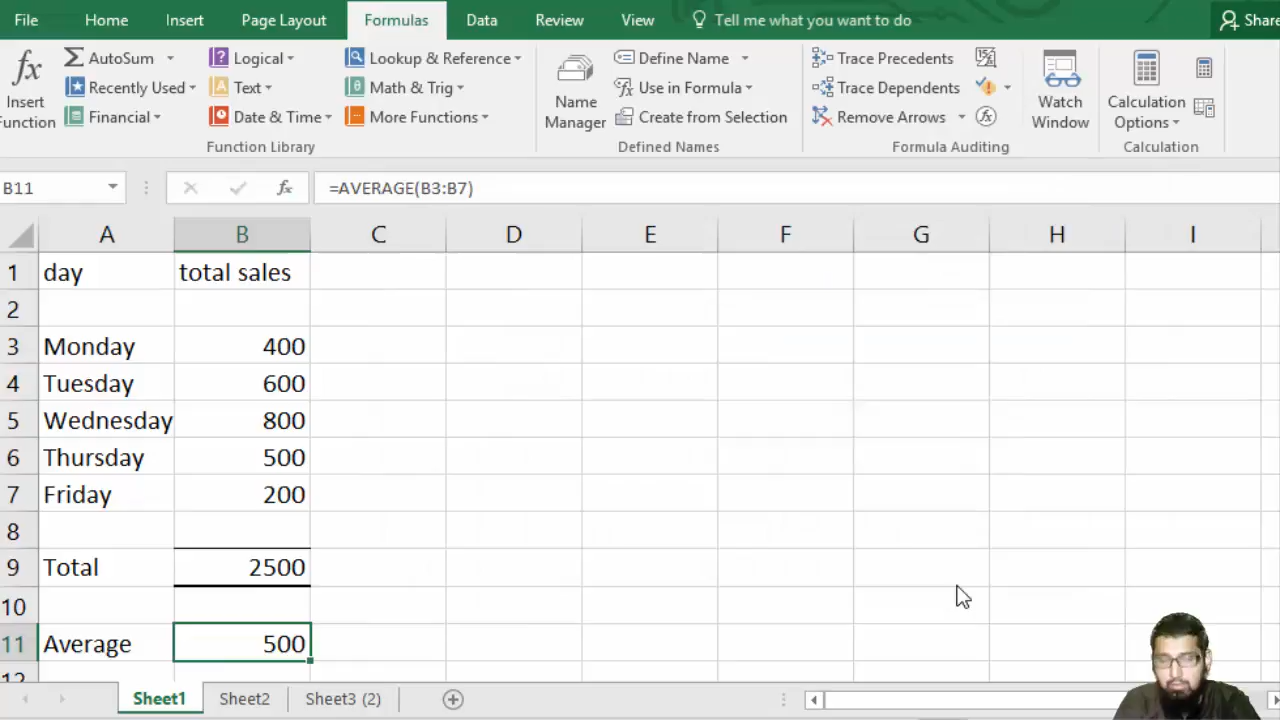 File Home Insert Page Layout Formulas Data Review View Tell me what you want to do Share
fx Insert Function
AutoSum
Recently Used
Financial
Logical
Text
Date & Time
Lookup & Reference
Math & Trig
More Functions
Function Library
Name Manager
Define Name
Use in Formula
Create from Selection
Defined Names
Trace Precedents
Trace Dependents
Remove Arrows
Formula Auditing
Watch Window
Calculation Options
Calculation
B11 fx =AVERAGE(B3:B7)
A B C D E F G H I
1 day total sales
2
3 Monday 400
4 Tuesday 600
5 Wednesday 800
6 Thursday 500
7 Friday 200
8
9 Total 2500
10
11 Average 500
12
Sheet1 Sheet2 Sheet3 (2)